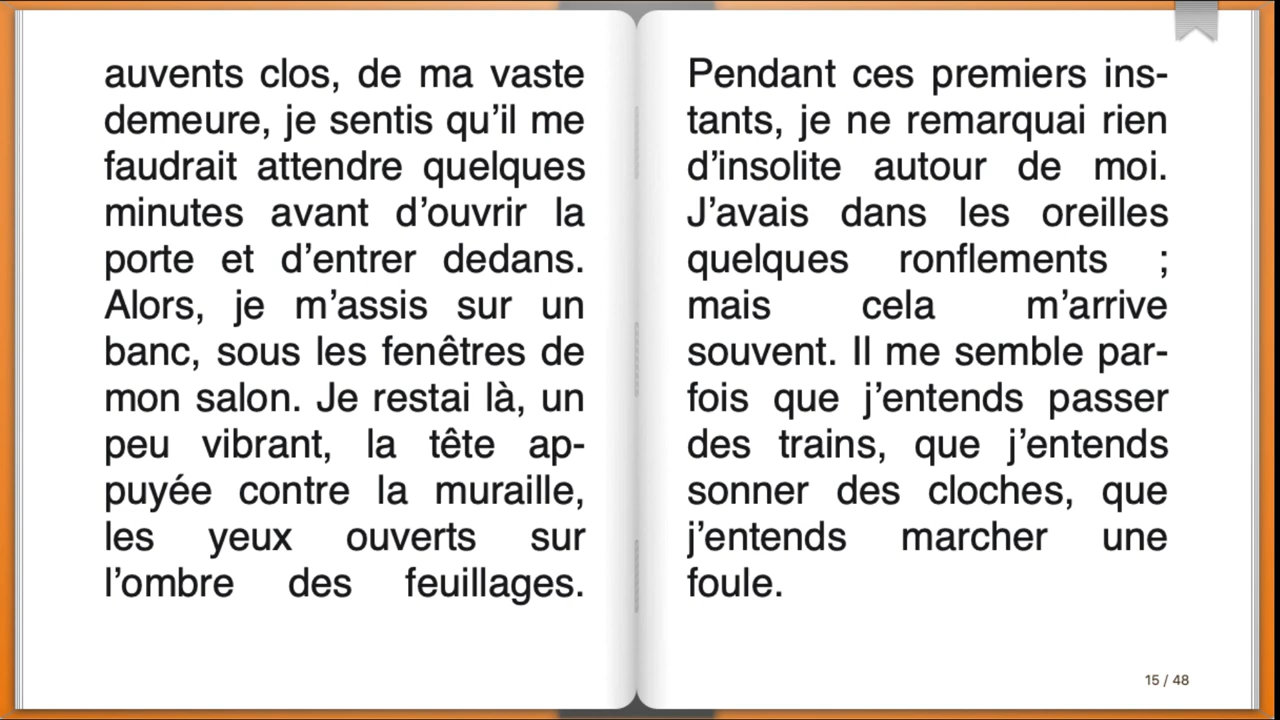 auvents clos, de ma vaste
demeure, je sentis qu’il me
faudrait attendre quelques
minutes avant d’ouvrir la
porte et d’entrer dedans.
Alors, je m’assis sur un
banc, sous les fenêtres de
mon salon. Je restai là, un
peu vibrant, la tête ap-
puyée contre la muraille,
les yeux ouverts sur
l’ombre des feuillages.
Pendant ces premiers ins-
tants, je ne remarquai rien
d’insolite autour de moi.
J’avais dans les oreilles
quelques ronflements ;
mais cela m’arrive
souvent. Il me semble par-
fois que j’entends passer
des trains, que j’entends
sonner des cloches, que
j’entends marcher une
foule.
15 / 48